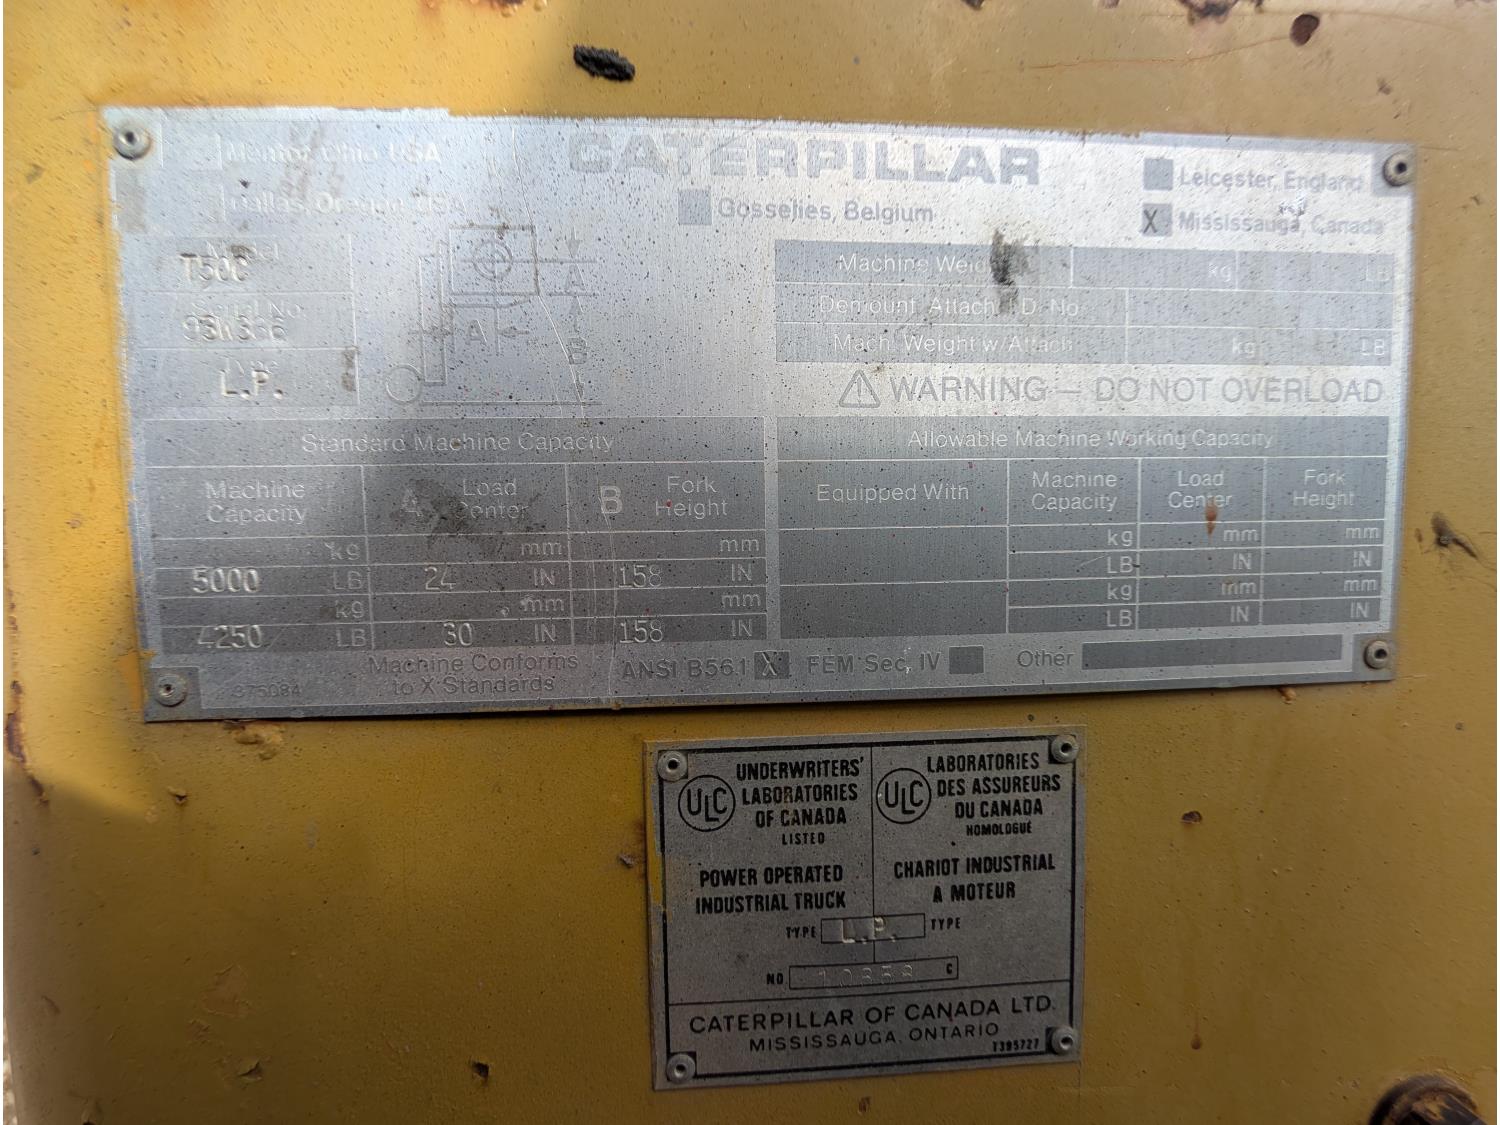 Mentor, Ohio USA
Dallas, Oregon USA
CATERPILLAR
Gosselies, Belgium
Leicester, England
X Mississauga, Canada
Model
T50C
Serial No.
93W336
L.P.
A
A
B
Machine Weight kg LB
Demount. Attach. I.D. No.
Mach. Weight w/Attach. kg LB
⚠ WARNING — DO NOT OVERLOAD
Standard Machine Capacity
Machine Capacity
A Load Center
B Fork Height
kg mm mm
5000 LB 24 IN 158 IN
kg mm mm
4250 LB 30 IN 158 IN
Allowable Machine Working Capacity
Equipped With
Machine Capacity
Load Center
Fork Height
kg mm mm
LB IN IN
kg mm mm
LB IN IN
875084
Machine Conforms
to X Standards
ANSI B56.1 X FEM Sec, IV Other
ULC
UNDERWRITERS'
LABORATORIES
OF CANADA
LISTED
POWER OPERATED
INDUSTRIAL TRUCK
ULC
LABORATORIES
DES ASSUREURS
DU CANADA
HOMOLOGUÉ
CHARIOT INDUSTRIAL
A MOTEUR
TYPE L.P. TYPE
NO 10858 C
CATERPILLAR OF CANADA LTD.
MISSISSAUGA, ONTARIO
T395727